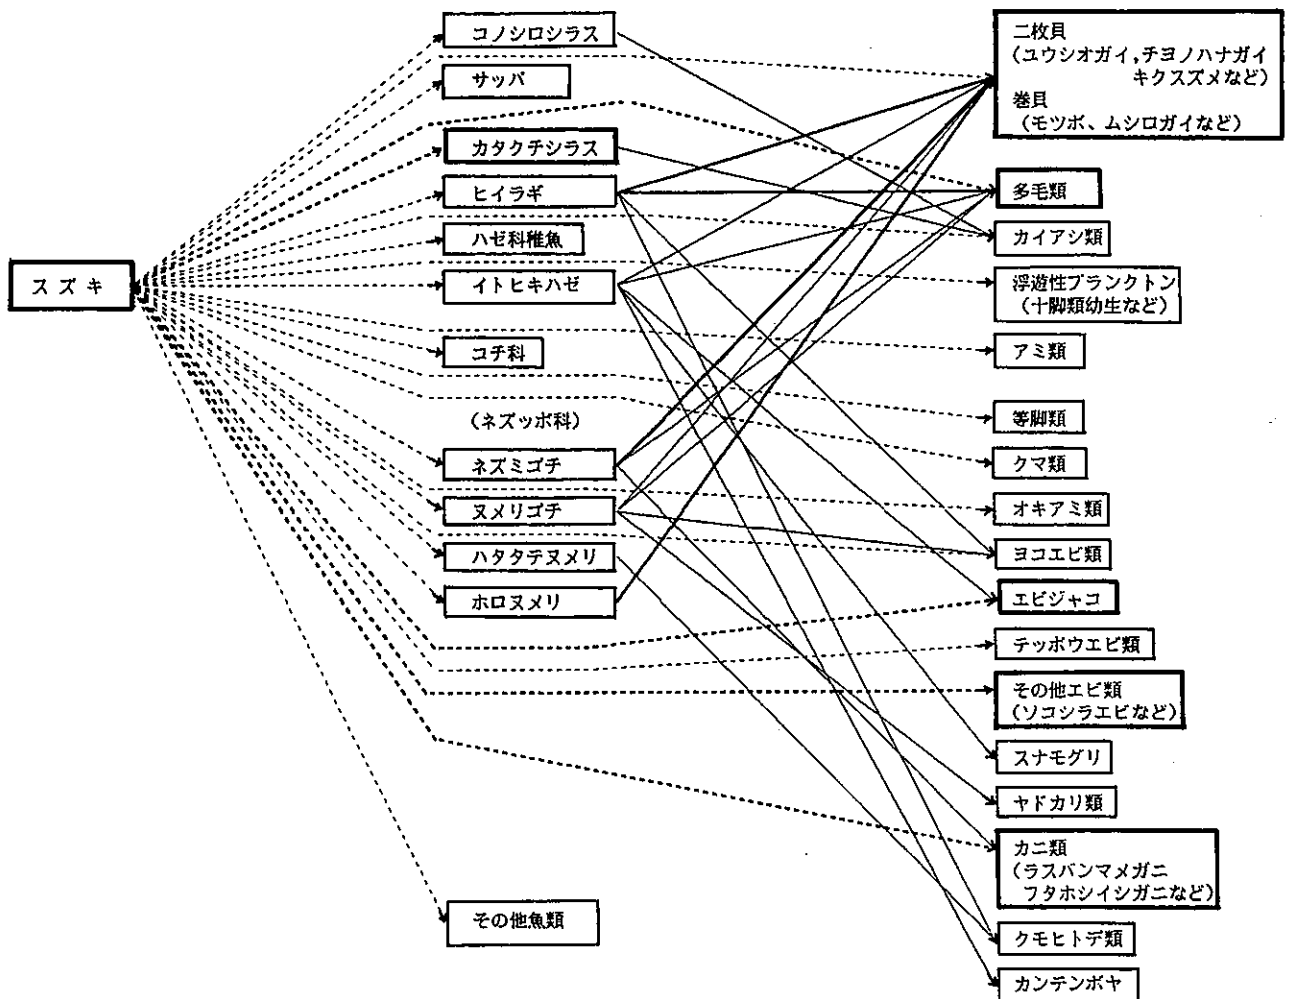 スズキ
コノシロシラス
サッパ
カタクチシラス
ヒイラギ
ハゼ科稚魚
イトヒキハゼ
コチ科
(ネズッポ科)
ネズミゴチ
ヌメリゴチ
ハタタテヌメリ
ホロヌメリ
その他魚類
二枚貝
(ユウシオガイ,チヨノハナガイ
キクスズメなど)
巻貝
(モツボ、ムシロガイなど)
多毛類
カイアシ類
浮遊性プランクトン
(十脚類幼生など)
アミ類
等脚類
クマ類
オキアミ類
ヨコエビ類
エビジャコ
テッポウエビ類
その他エビ類
(ソコシラエビなど)
スナモグリ
ヤドカリ類
カニ類
(ラスバンマメガニ
フタホシイシガニなど)
クモヒトデ類
カンテンボヤ